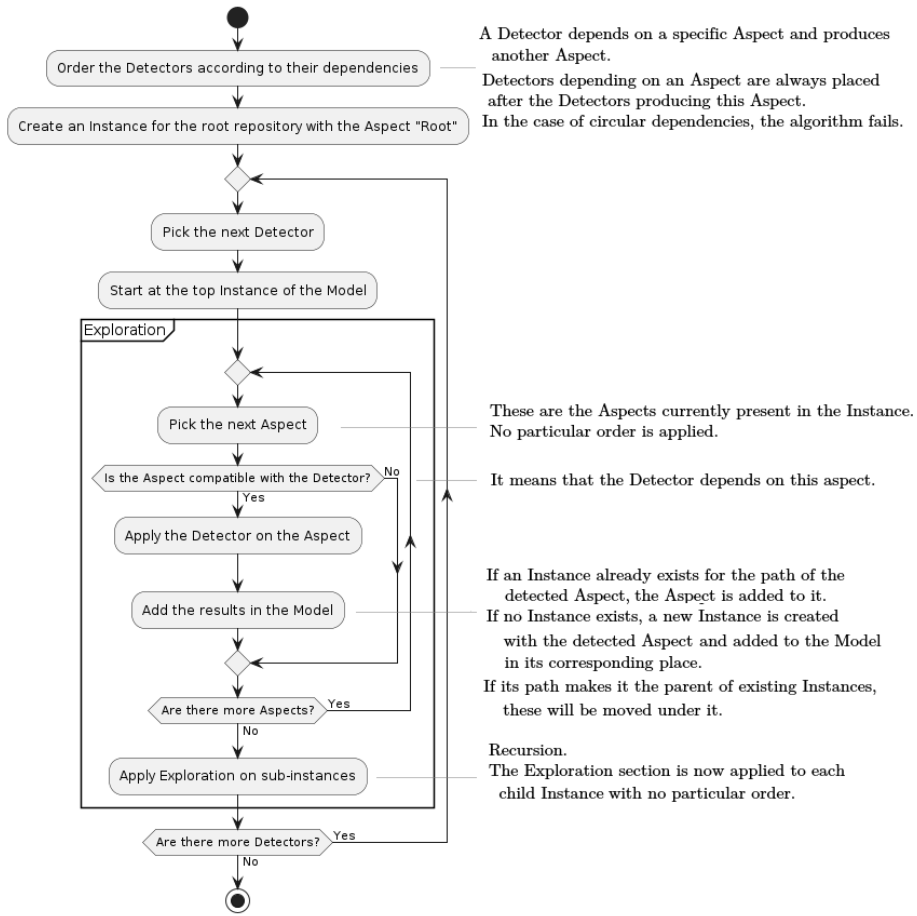 A Detector depends on a specific Aspect and produces
another Aspect.
Order the Detectors according to their dependencies
Detectors depending on an Aspect are always placed
after the Detectors producing this Aspect.
In the case of circular dependencies, the algorithm fails.
Create an Instance for the root repository with the Aspect "Root"
Pick the next Detector
Start at the top Instance of the Model
Exploration
Pick the next Aspect
These are the Aspects currently present in the Instance.
No particular order is applied.
Is the Aspect compatible with the Detector?
No
Yes
It means that the Detector depends on this aspect.
Apply the Detector on the Aspect
Add the results in the Model
If an Instance already exists for the path of the
detected Aspect, the Aspect is added to it.
If no Instance exists, a new Instance is created
with the detected Aspect and added to the Model
in its corresponding place.
If its path makes it the parent of existing Instances,
these will be moved under it.
Are there more Aspects?
Yes
No
Apply Exploration on sub-instances
Recursion.
The Exploration section is now applied to each
child Instance with no particular order.
Are there more Detectors?
Yes
No